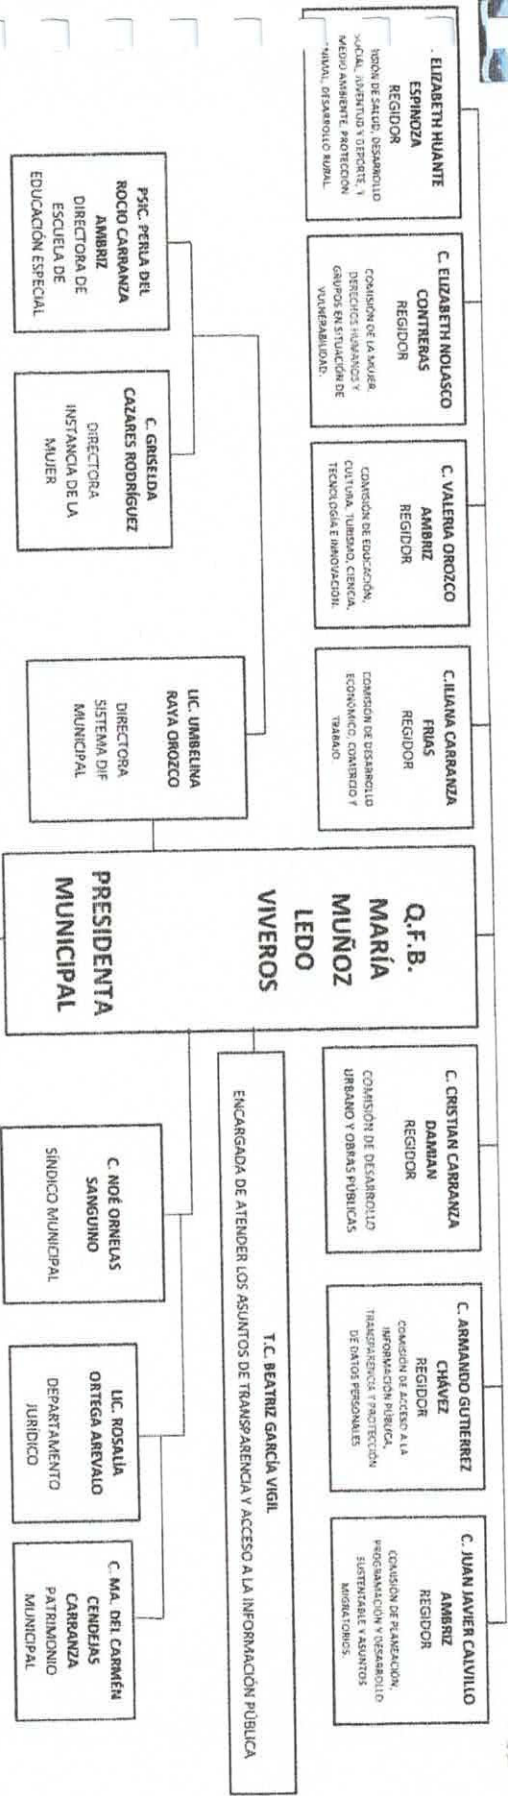 . ELIZABETH HUANTE
ESPINOZA
REGIDOR
DE SALUD, DESARROLLO
SOCIAL, JUVENTUD Y DEPORTE, Y
MEDIO AMBIENTE, PROTECCIÓN
ANIMAL, DESARROLLO RURAL.
C. ELIZABETH NOLASCO
CONTRERAS
REGIDOR
COMISIÓN DE LA MUJER,
DERECHOS HUMANOS Y
GRUPOS EN SITUACIÓN DE
VULNERABILIDAD.
C. VALERIA OROZCO
AMBRIZ
REGIDOR
COMISIÓN DE EDUCACIÓN,
CULTURA, TURISMO, CIENCIA,
TECNOLOGÍA E INNOVACIÓN.
C.ILIANA CARRANZA
FRIAS
REGIDOR
COMISIÓN DE DESARROLLO
ECONÓMICO, COMERCIO Y
TRABAJO
Q.F.B.
MARÍA
MUÑOZ
LEDO
VIVEROS
PRESIDENTA
MUNICIPAL
C. CRISTIAN CARRANZA
DAMIAN
REGIDOR
COMISIÓN DE DESARROLLO
URBANO Y OBRAS PÚBLICAS
C. ARMANDO GUTIERREZ
CHÁVEZ
REGIDOR
COMISIÓN DE ACCESO A LA
INFORMACIÓN PÚBLICA,
TRANSPARENCIA Y PROTECCIÓN
DE DATOS PERSONALES
C. JUAN JAVIER CALVILLO
AMBRIZ
REGIDOR
COMISIÓN DE PLANEACIÓN,
PROGRAMACIÓN Y DESARROLLO
SUSTENTABLE Y ASUNTOS
MIGRATORIOS.
T.C. BEATRIZ GARCÍA VIGIL
ENCARGADA DE ATENDER LOS ASUNTOS DE TRANSPARENCIA Y ACCESO A LA INFORMACIÓN PÚBLICA
LIC. UMBELINA
RAYA OROZCO
DIRECTORA
SISTEMA DIF
MUNICIPAL
PSIC. PERLA DEL
ROCIO CARRANZA
AMBRIZ
DIRECTORA DE
ESCUELA DE
EDUCACIÓN ESPECIAL
C. GRISELDA
CAZARES RODRÍGUEZ
DIRECTORA
INSTANCIA DE LA
MUJER
C. NOÉ ORNELAS
SANGUINO
SÍNDICO MUNICIPAL
LIC. ROSALÍA
ORTEGA AREVALO
DEPARTAMENTO
JURÍDICO
C. MA. DEL CARMÉN
CENDEJAS
CARRANZA
PATRIMONIO
MUNICIPAL